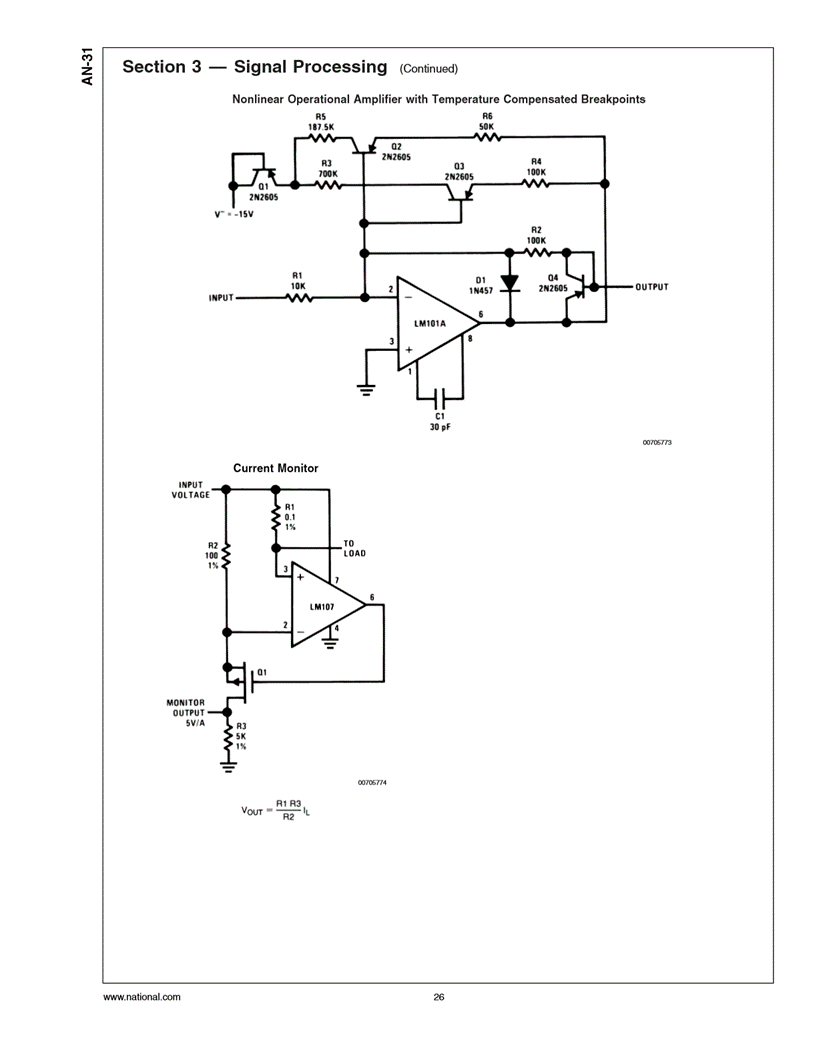 AN-31
Section 3 — Signal Processing (Continued)
Nonlinear Operational Amplifier with Temperature Compensated Breakpoints
R5
187.5K
R6
50K
Q2
2N2605
R3
700K
Q3
2N2605
R4
100K
Q1
2N2605
V⁻ = -15V
R2
100K
R1
10K
INPUT
D1
1N457
Q4
2N2605
OUTPUT
2
−
LM101A
6
3
+
8
1
C1
30 pF
00705773
Current Monitor
INPUT
VOLTAGE
R1
0.1
1%
R2
100
1%
TO
LOAD
3
+
7
LM107
6
2
−
4
Q1
MONITOR
OUTPUT
5V/A
R3
5K
1%
00705774
VOUT = R1 R3 / R2 IL
www.national.com
26